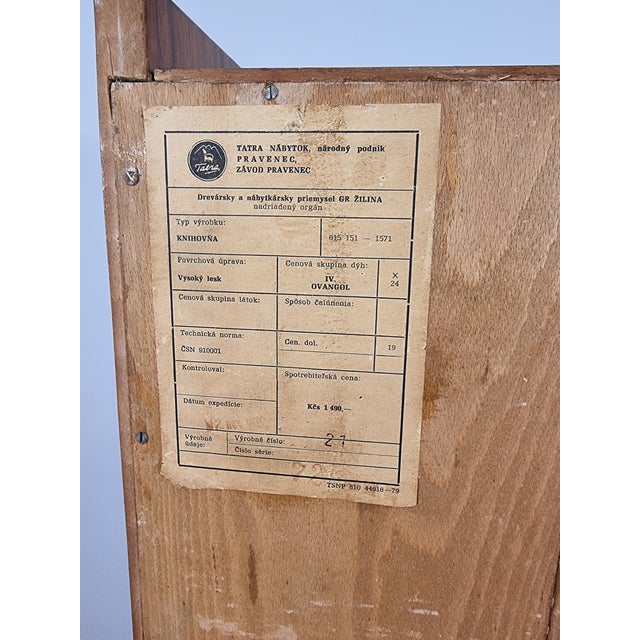 Tatra
TATRA NÁBYTOK, národný podnik
PRAVENEC,
ZÁVOD PRAVENEC
Drevársky a nábytkársky priemysel GR ŽILINA
nadriadený orgán
Typ výrobku:
KNIHOVŇA
015 151 — 1571
Povrchová úprava:
Vysoký lesk
Cenová skupina dýh:
IV.
OVANGOL
X
24
Cenová skupina látok:
Spôsob čalúnenia:
Technická norma:
ČSN 910001
Cen. dol.
19
Kontroloval:
Spotrebiteľská cena:
Kčs 1 490,—
Dátum expedície:
Výrobné údaje:
Výrobné číslo: 21
Číslo série:
TSNP 810 44616—79